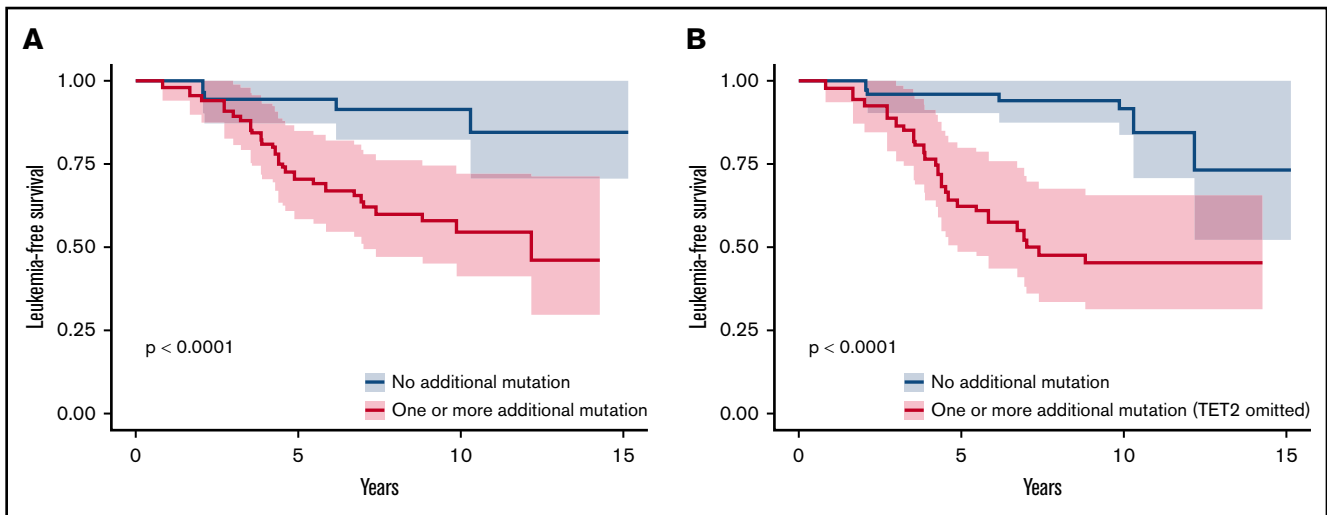 A
Leukemia-free survival
1.00
0.75
0.50
0.25
0.00
p < 0.0001
No additional mutation
One or more additional mutation
0 5 10 15
Years
B
Leukemia-free survival
1.00
0.75
0.50
0.25
0.00
p < 0.0001
No additional mutation
One or more additional mutation (TET2 omitted)
0 5 10 15
Years